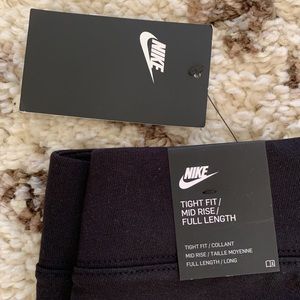 NIKE
NIKE
TIGHT FIT /
MID RISE /
FULL LENGTH
TIGHT FIT / COLLANT
MID RISE / TAILLE MOYENNE
FULL LENGTH / LONG